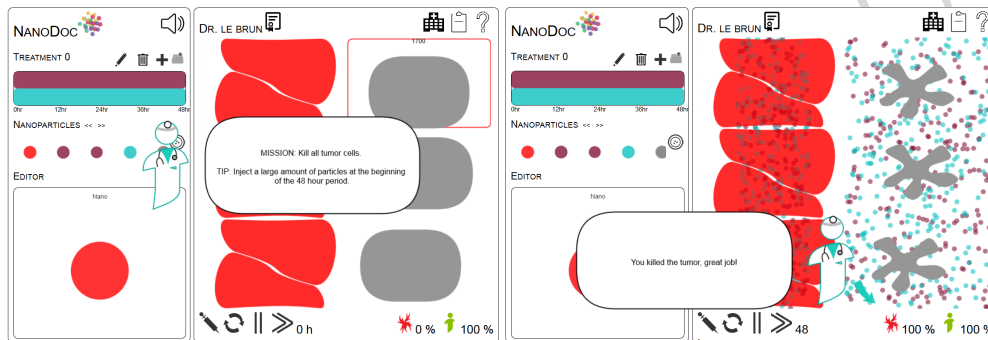 NANODOC
TREATMENT 0
0hr 12hr 24hr 36hr 48hr
NANOPARTICLES << >>
EDITOR
Nano
DR. LE BRUN
1700
MISSION: Kill all tumor cells.
TIP: Inject a large amount of particles at the beginning
of the 48 hour period.
0 h
0 %
100 %
NANODOC
TREATMENT 0
0hr 12hr 24hr 36hr 48hr
NANOPARTICLES << >>
EDITOR
Nano
DR. LE BRUN
You killed the tumor, great job!
48
100 %
100 %